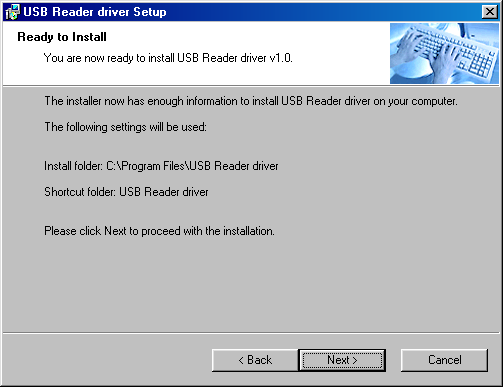 USB Reader driver Setup
Ready to Install
You are now ready to install USB Reader driver v1.0.
The installer now has enough information to install USB Reader driver on your computer.
The following settings will be used:
Install folder: C:\Program Files\USB Reader driver
Shortcut folder: USB Reader driver
Please click Next to proceed with the installation.
< Back
Next >
Cancel